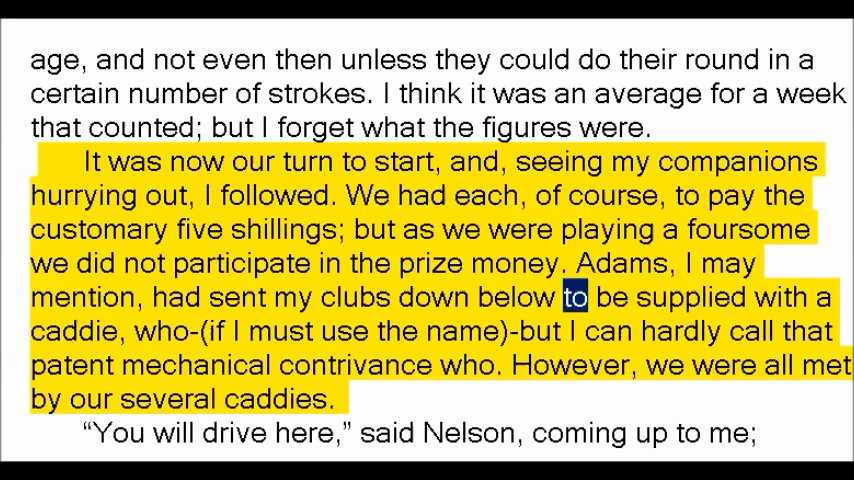 age, and not even then unless they could do their round in a
certain number of strokes. I think it was an average for a week
that counted; but I forget what the figures were.
It was now our turn to start, and, seeing my companions
hurrying out, I followed. We had each, of course, to pay the
customary five shillings; but as we were playing a foursome
we did not participate in the prize money. Adams, I may
mention, had sent my clubs down below to be supplied with a
caddie, who-(if I must use the name)-but I can hardly call that
patent mechanical contrivance who. However, we were all met
by our several caddies.
“You will drive here,” said Nelson, coming up to me;